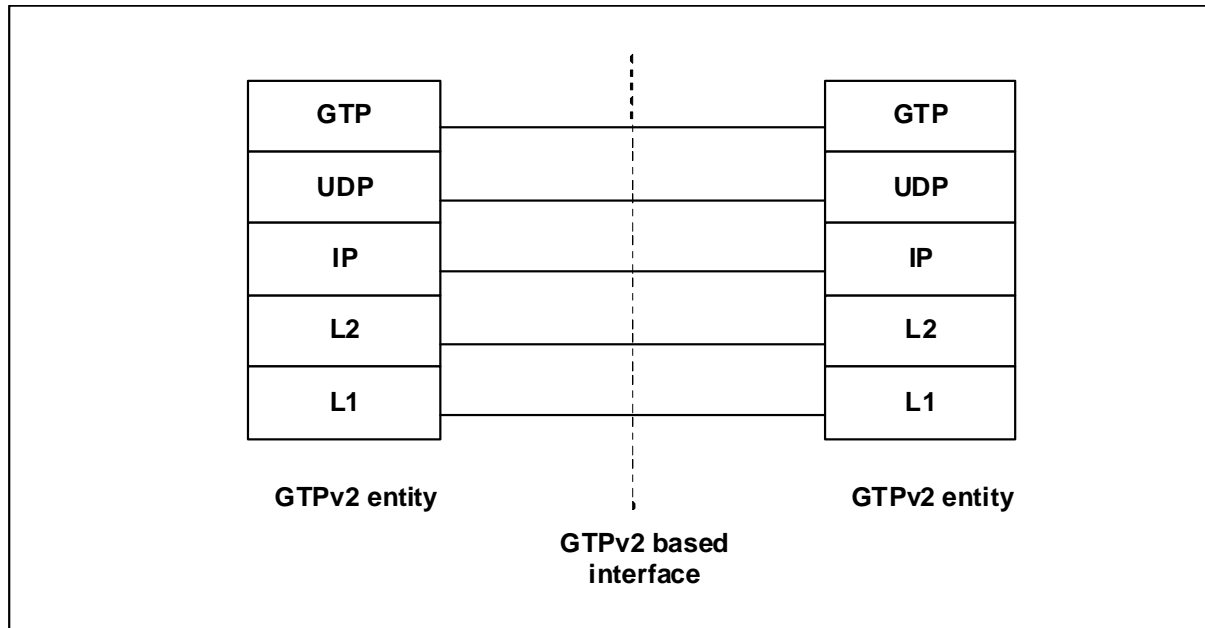 GTP
GTP
UDP
UDP
IP
IP
L2
L2
L1
L1
GTPv2 entity
GTPv2 entity
GTPv2 based
interface